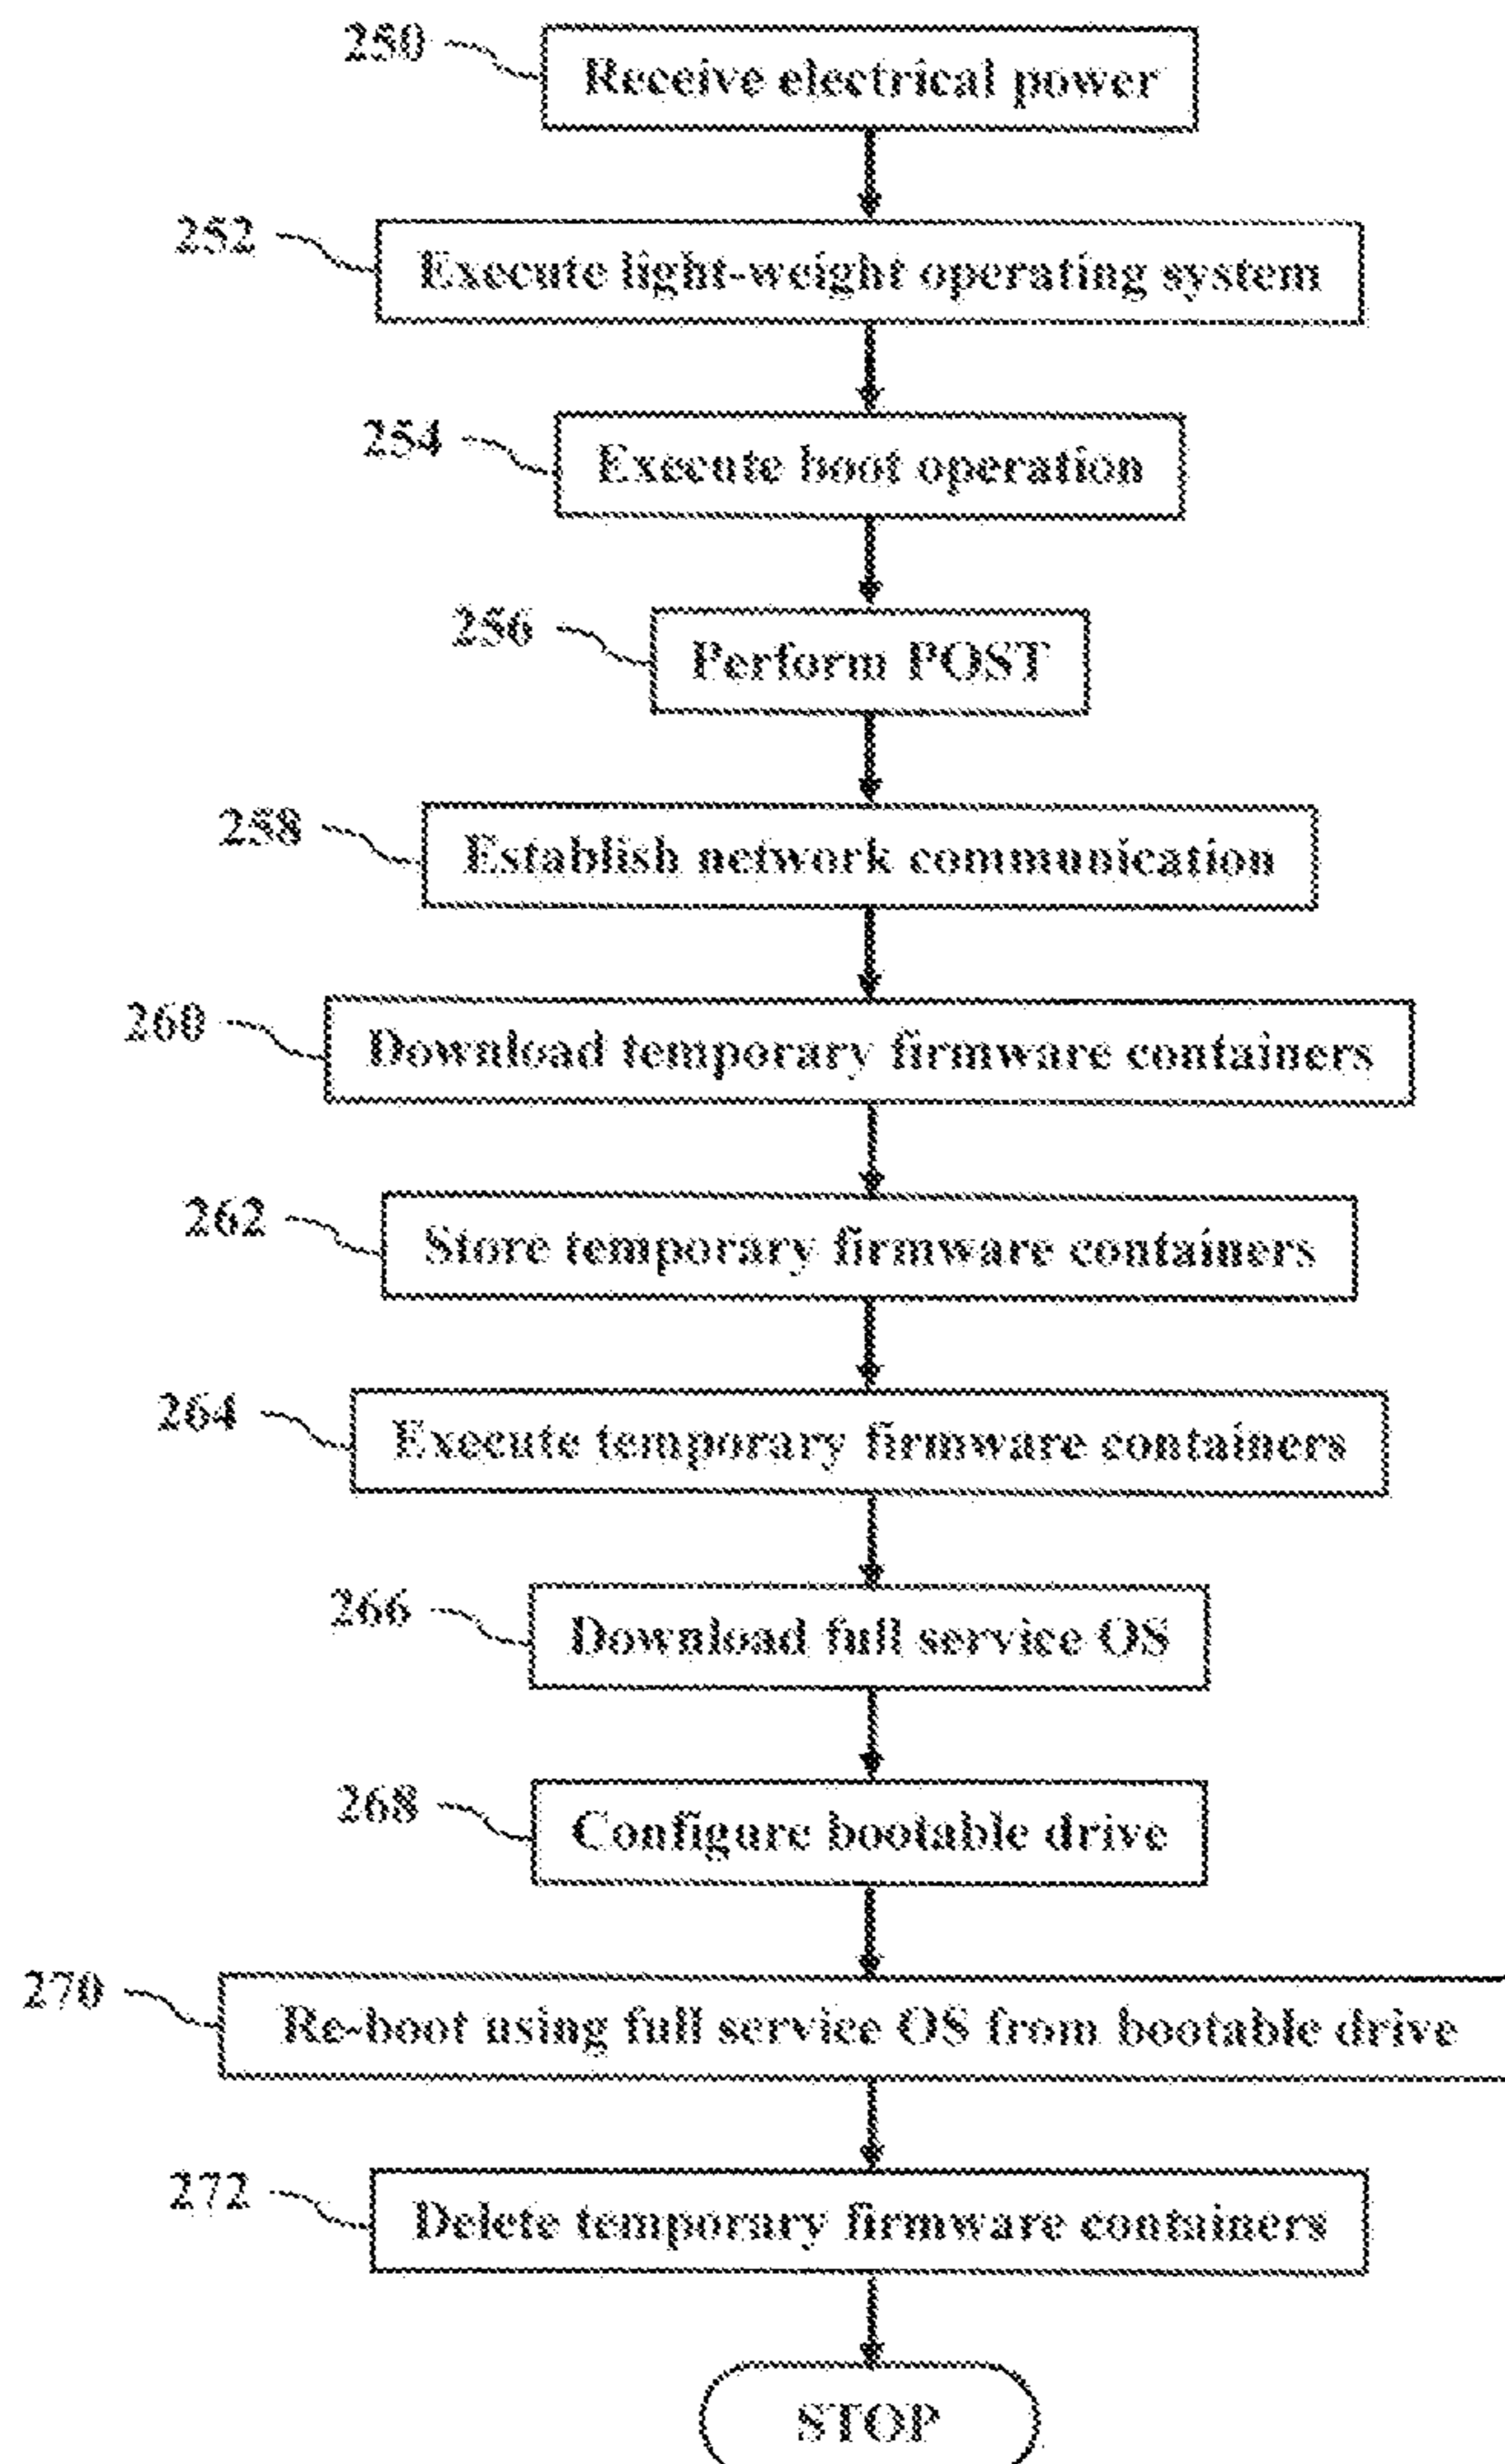 250
Receive electrical power
252
Execute light-weight operating system
254
Execute boot operation
256
Perform POST
258
Establish network communication
260
Download temporary firmware containers
262
Store temporary firmware containers
264
Execute temporary firmware containers
266
Download full service OS
268
Configure bootable drive
270
Re-boot using full service OS from bootable drive
272
Delete temporary firmware containers
STOP